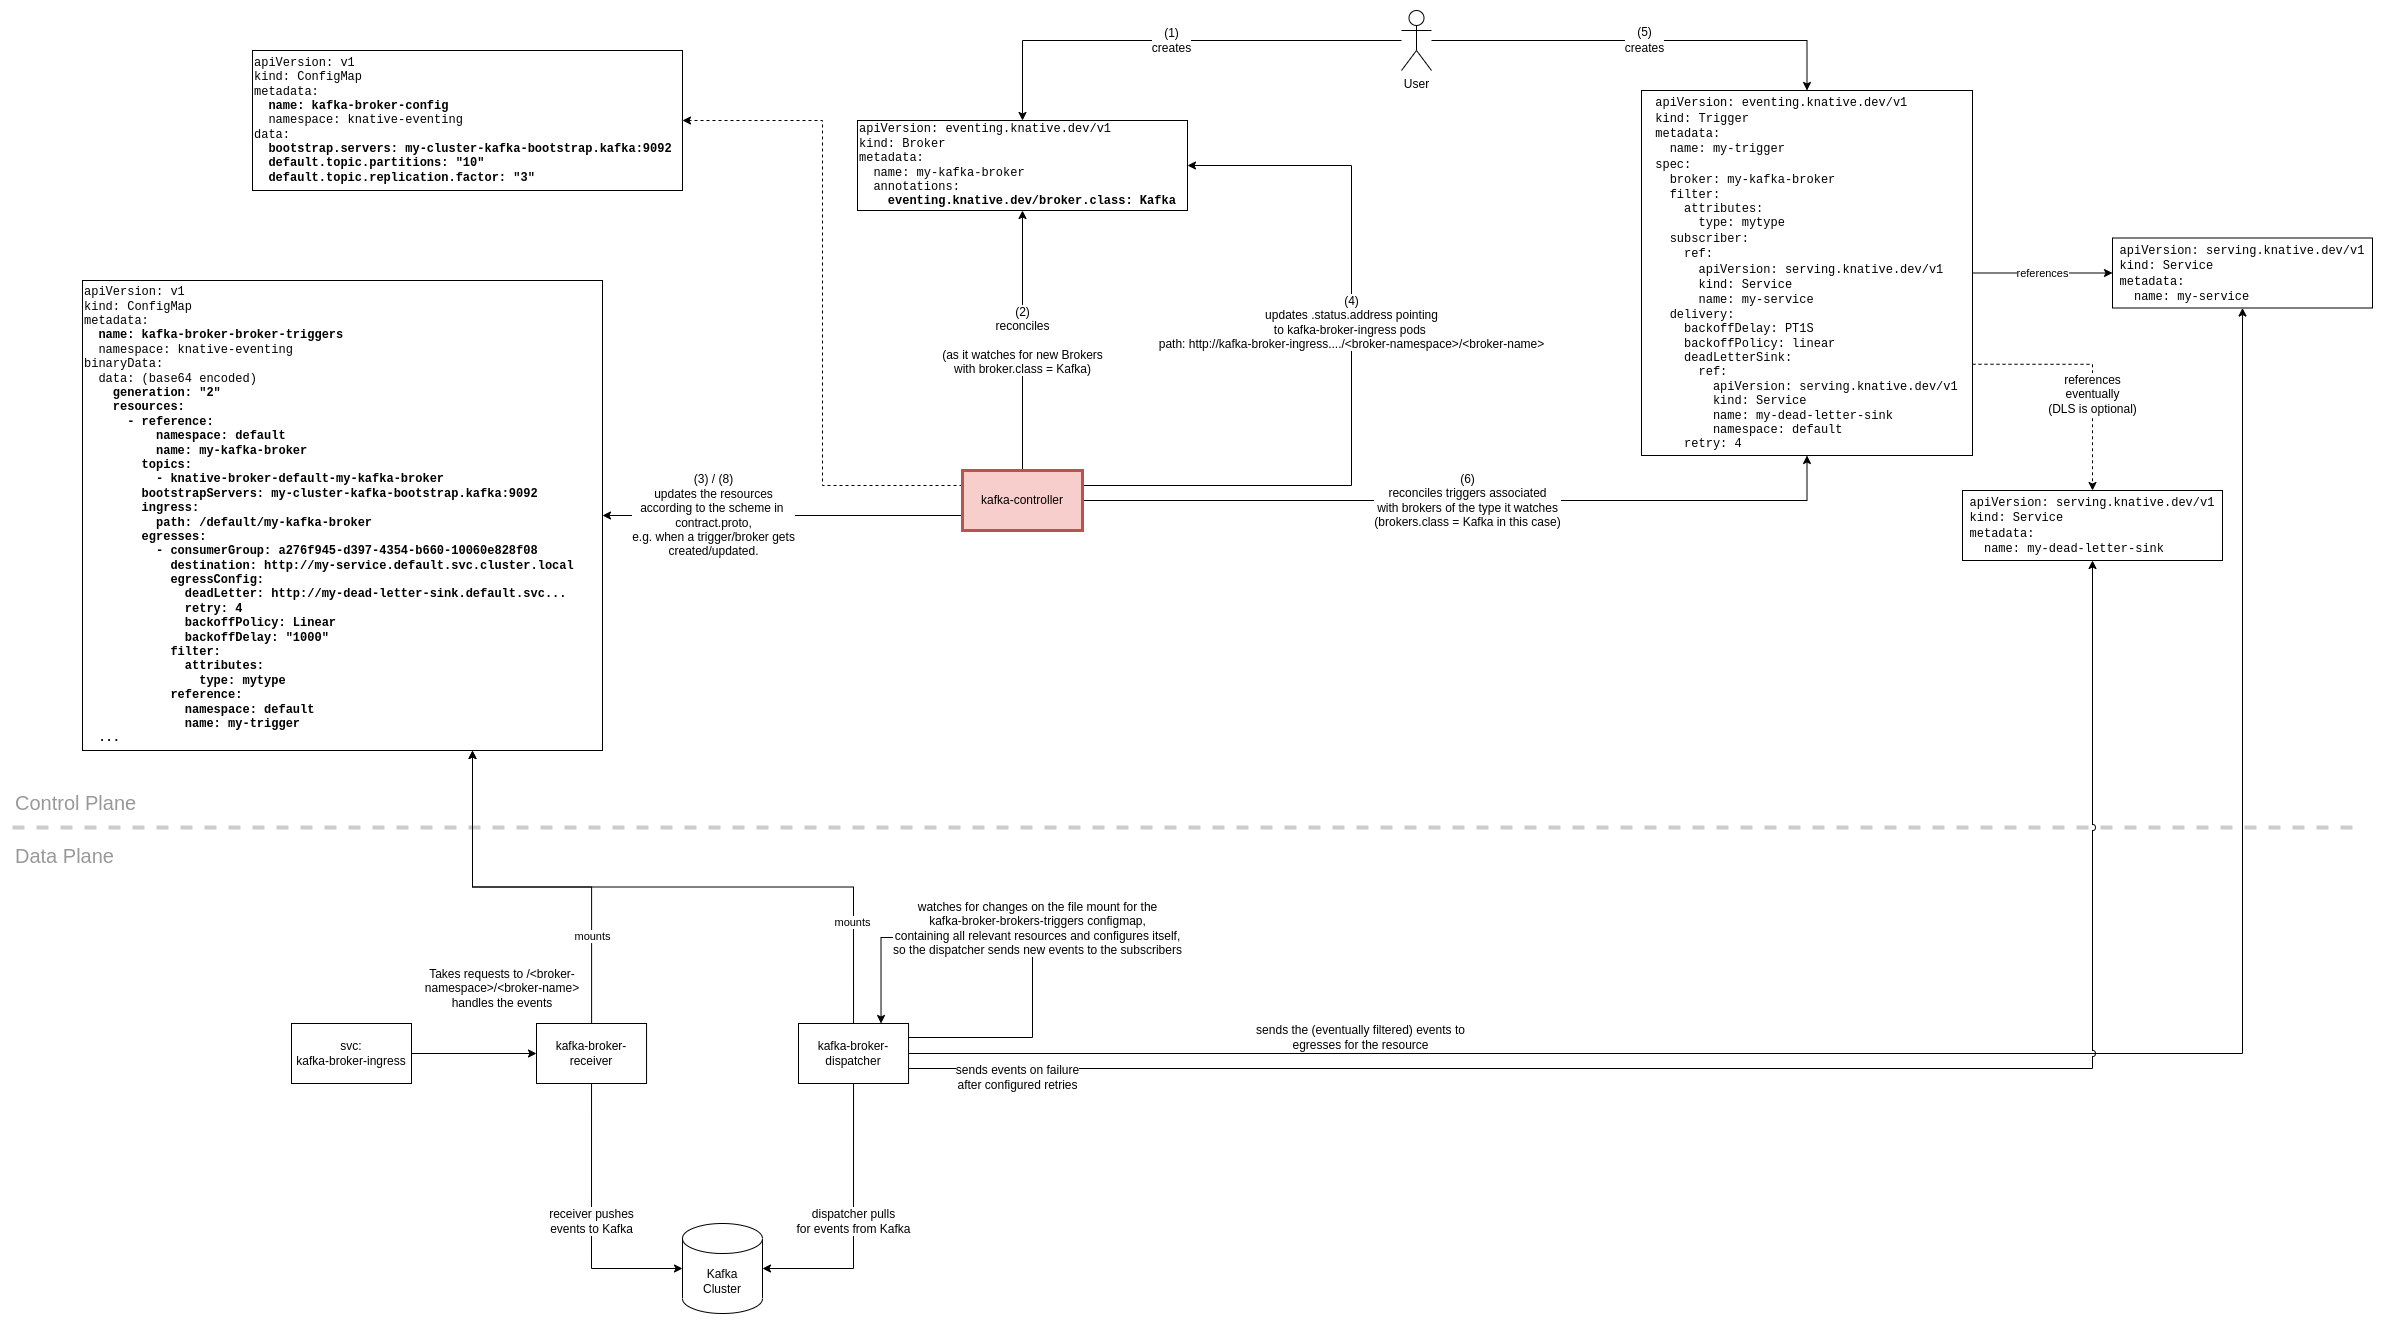 (1)
creates
User
(5)
creates
apiVersion: v1
kind: ConfigMap
metadata:
  name: kafka-broker-config
  namespace: knative-eventing
data:
  bootstrap.servers: my-cluster-kafka-bootstrap.kafka:9092
  default.topic.partitions: "10"
  default.topic.replication.factor: "3"
apiVersion: eventing.knative.dev/v1
kind: Broker
metadata:
  name: my-kafka-broker
  annotations:
    eventing.knative.dev/broker.class: Kafka
apiVersion: eventing.knative.dev/v1
kind: Trigger
metadata:
  name: my-trigger
spec:
  broker: my-kafka-broker
  filter:
    attributes:
      type: mytype
  subscriber:
    ref:
      apiVersion: serving.knative.dev/v1
      kind: Service
      name: my-service
  delivery:
    backoffDelay: PT1S
    backoffPolicy: linear
    deadLetterSink:
      ref:
        apiVersion: serving.knative.dev/v1
        kind: Service
        name: my-dead-letter-sink
        namespace: default
    retry: 4
references
apiVersion: serving.knative.dev/v1
kind: Service
metadata:
  name: my-service
references
eventually
(DLS is optional)
apiVersion: serving.knative.dev/v1
kind: Service
metadata:
  name: my-dead-letter-sink
apiVersion: v1
kind: ConfigMap
metadata:
  name: kafka-broker-broker-triggers
  namespace: knative-eventing
binaryData:
  data: (base64 encoded)
    generation: "2"
    resources:
      - reference:
          namespace: default
          name: my-kafka-broker
        topics:
          - knative-broker-default-my-kafka-broker
        bootstrapServers: my-cluster-kafka-bootstrap.kafka:9092
        ingress:
          path: /default/my-kafka-broker
        egresses:
          - consumerGroup: a276f945-d397-4354-b660-10060e828f08
            destination: http://my-service.default.svc.cluster.local
            egressConfig:
              deadLetter: http://my-dead-letter-sink.default.svc...
              retry: 4
              backoffPolicy: Linear
              backoffDelay: "1000"
            filter:
              attributes:
                type: mytype
            reference:
              namespace: default
              name: my-trigger
  ...
(2)
reconciles
(as it watches for new Brokers
with broker.class = Kafka)
(4)
updates .status.address pointing
to kafka-broker-ingress pods
path: http://kafka-broker-ingress..../<broker-namespace>/<broker-name>
(3) / (8)
updates the resources
according to the scheme in
contract.proto,
e.g. when a trigger/broker gets
created/updated.
kafka-controller
(6)
reconciles triggers associated
with brokers of the type it watches
(brokers.class = Kafka in this case)
Control Plane
Data Plane
mounts
mounts
watches for changes on the file mount for the
kafka-broker-brokers-triggers configmap,
containing all relevant resources and configures itself,
so the dispatcher sends new events to the subscribers
Takes requests to /<broker-
namespace>/<broker-name>
handles the events
svc:
kafka-broker-ingress
kafka-broker-
receiver
kafka-broker-
dispatcher
sends the (eventually filtered) events to
egresses for the resource
sends events on failure
after configured retries
receiver pushes
events to Kafka
dispatcher pulls
for events from Kafka
Kafka
Cluster